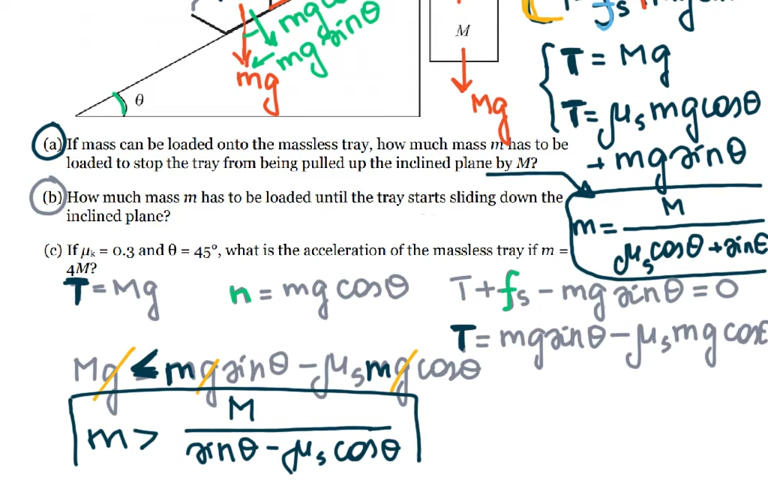 mg sinθ
mg
θ
M
Mg
T = Mg
T = μs mg cosθ
+ mg sinθ
(a) If mass can be loaded onto the massless tray, how much mass m has to be
loaded to stop the tray from being pulled up the inclined plane by M?
m = M / μs cosθ + sinθ
(b) How much mass m has to be loaded until the tray starts sliding down the
inclined plane?
(c) If μk = 0.3 and θ = 45°, what is the acceleration of the massless tray if m =
4M?
T = Mg n = mg cosθ T + fs - mg sinθ = 0
T = mg sinθ - μs mg cosθ
Mg < mg sinθ - μs mg cosθ
m > M / sinθ - μs cosθ